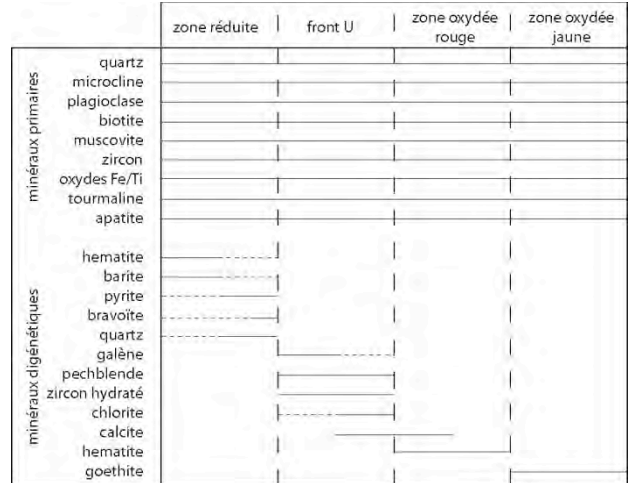 zone réduite
front U
zone oxydée
rouge
zone oxydée
jaune
minéraux primaires
quartz
microcline
plagioclase
biotite
muscovite
zircon
oxydes Fe/Ti
tourmaline
apatite
minéraux digénétiques
hematite
barite
pyrite
bravoïte
quartz
galène
pechblende
zircon hydraté
chlorite
calcite
hematite
goethite